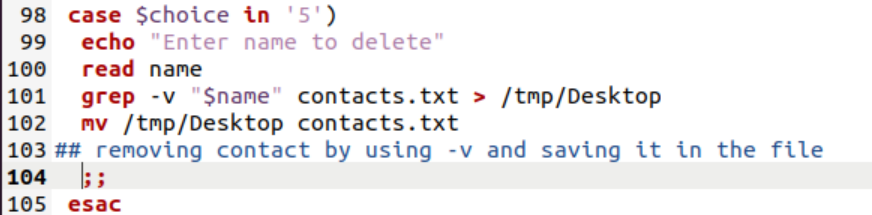 98 case $choice in '5')
99 echo "Enter name to delete"
100 read name
101 grep -v "$name" contacts.txt > /tmp/Desktop
102 mv /tmp/Desktop contacts.txt
103 ## removing contact by using -v and saving it in the file
104 ;;
105 esac